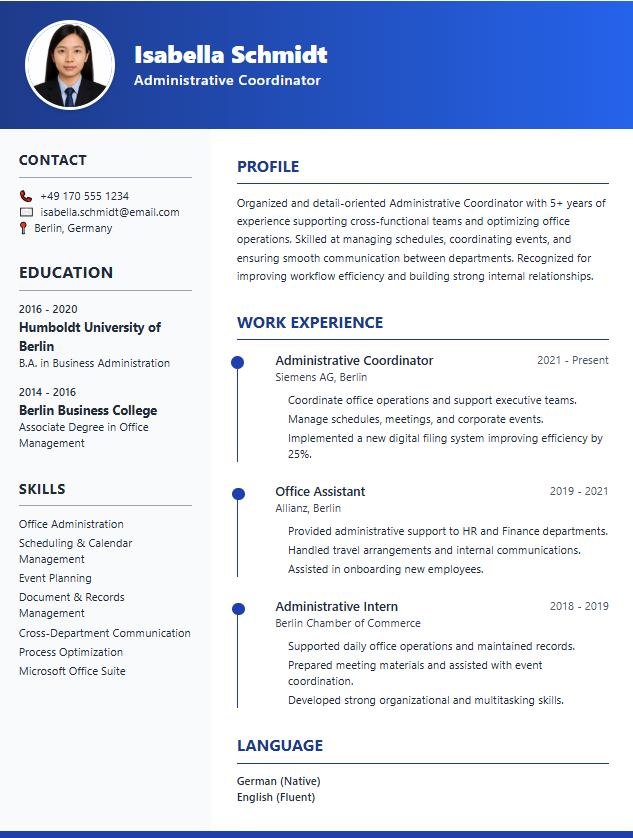 Isabella Schmidt
Administrative Coordinator
CONTACT
+49 170 555 1234
isabella.schmidt@email.com
Berlin, Germany
EDUCATION
2016 - 2020
Humboldt University of
Berlin
B.A. in Business Administration
2014 - 2016
Berlin Business College
Associate Degree in Office
Management
SKILLS
Office Administration
Scheduling & Calendar
Management
Event Planning
Document & Records
Management
Cross-Department Communication
Process Optimization
Microsoft Office Suite
PROFILE
Organized and detail-oriented Administrative Coordinator with 5+ years of
experience supporting cross-functional teams and optimizing office
operations. Skilled at managing schedules, coordinating events, and
ensuring smooth communication between departments. Recognized for
improving workflow efficiency and building strong internal relationships.
WORK EXPERIENCE
Administrative Coordinator 2021 - Present
Siemens AG, Berlin
Coordinate office operations and support executive teams.
Manage schedules, meetings, and corporate events.
Implemented a new digital filing system improving efficiency by
25%.
Office Assistant 2019 - 2021
Allianz, Berlin
Provided administrative support to HR and Finance departments.
Handled travel arrangements and internal communications.
Assisted in onboarding new employees.
Administrative Intern 2018 - 2019
Berlin Chamber of Commerce
Supported daily office operations and maintained records.
Prepared meeting materials and assisted with event
coordination.
Developed strong organizational and multitasking skills.
LANGUAGE
German (Native)
English (Fluent)